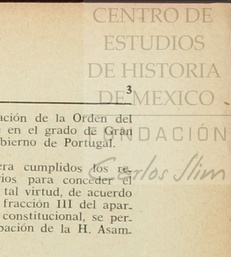 CENTRO DE
ESTUDIOS
DE HISTORIA
DE MEXICO
3
FUNDACIÓN
Carlos Slim
ación de la Orden del
en el grado de Gran
bierno de Portugal.
era cumplidos los re-
rios para conceder el
tal virtud, de acuerdo
fracción III del apar-
constitucional, se per-
bación de la H. Asam-